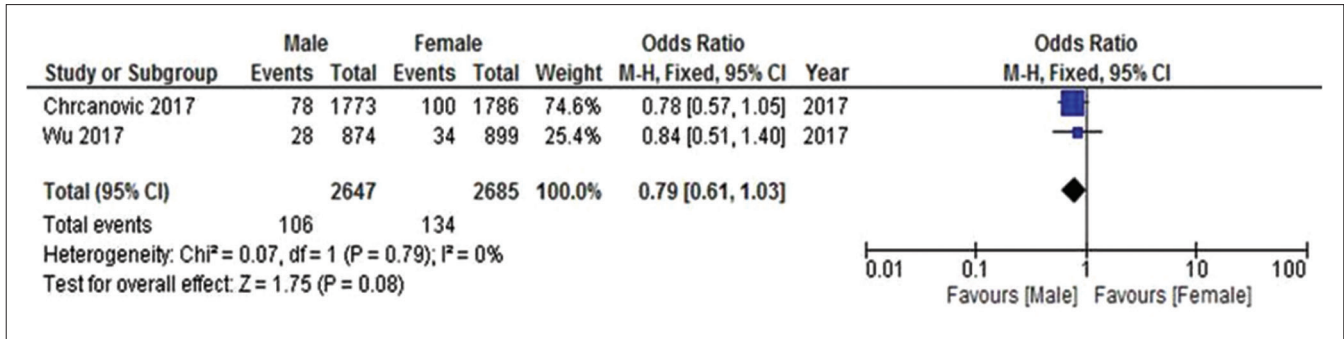 Male Female Odds Ratio Odds Ratio
Study or Subgroup Events Total Events Total Weight M-H, Fixed, 95% CI Year M-H, Fixed, 95% CI
Chrcanovic 2017 78 1773 100 1786 74.6% 0.78 [0.57, 1.05] 2017
Wu 2017 28 874 34 899 25.4% 0.84 [0.51, 1.40] 2017
Total (95% CI) 2647 2685 100.0% 0.79 [0.61, 1.03]
Total events 106 134
Heterogeneity: Chi² = 0.07, df = 1 (P = 0.79); I² = 0%
Test for overall effect: Z = 1.75 (P = 0.08)
0.01 0.1 1 10 100
Favours [Male] Favours [Female]